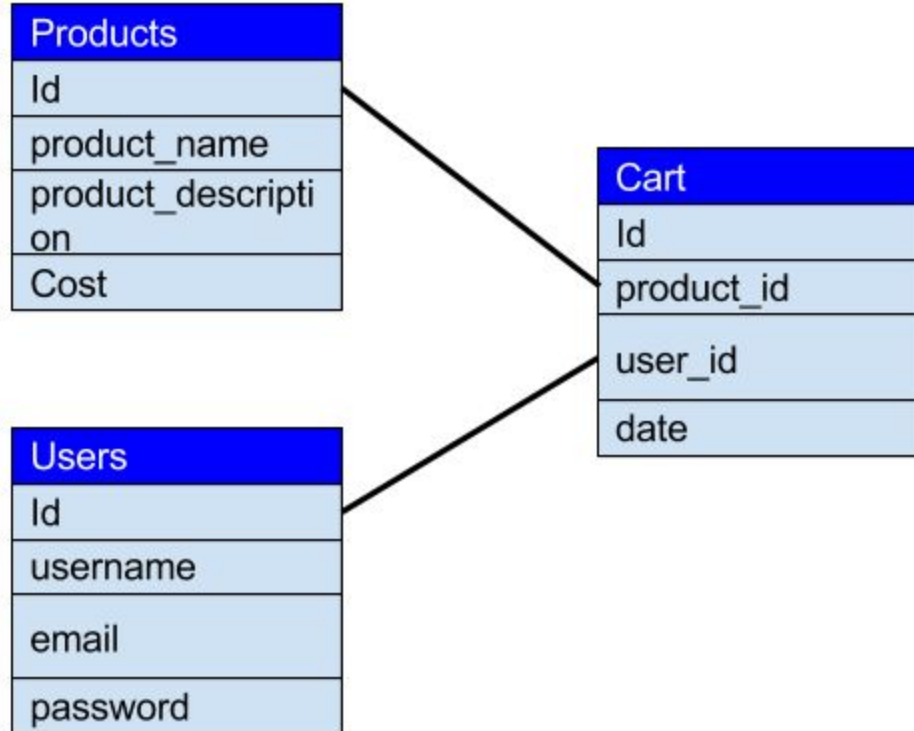 Products
Id
product_name
product_descripti
on
Cost
Cart
Id
product_id
user_id
date
Users
Id
username
email
password